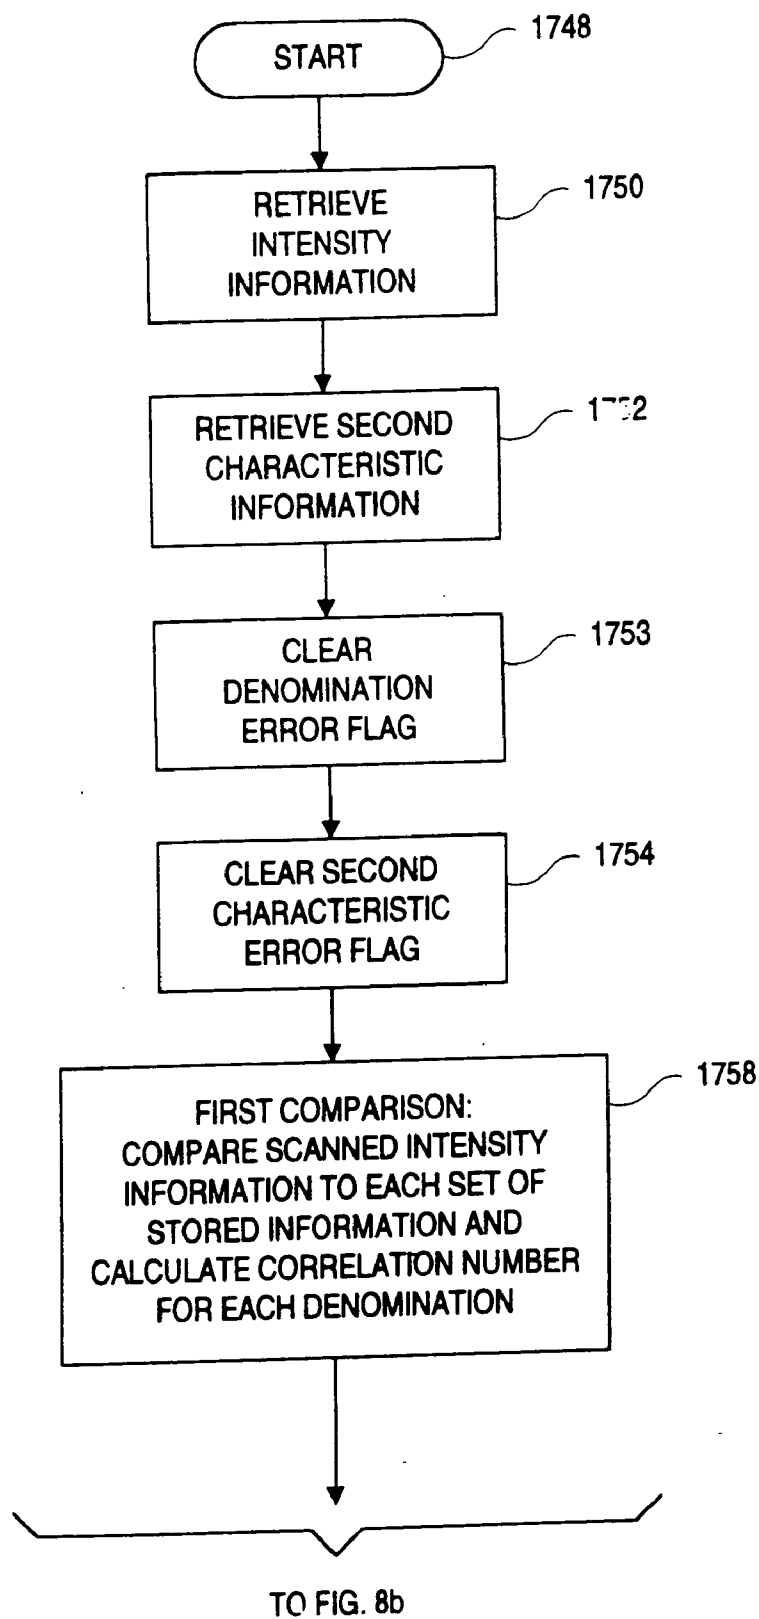 START
1748
RETRIEVE
INTENSITY
INFORMATION
1750
RETRIEVE SECOND
CHARACTERISTIC
INFORMATION
CLEAR
DENOMINATION
ERROR FLAG
1753
CLEAR SECOND
CHARACTERISTIC
ERROR FLAG
1754
FIRST COMPARISON:
COMPARE SCANNED INTENSITY
INFORMATION TO EACH SET OF
STORED INFORMATION AND
CALCULATE CORRELATION NUMBER
FOR EACH DENOMINATION
1758
TO FIG. 8b